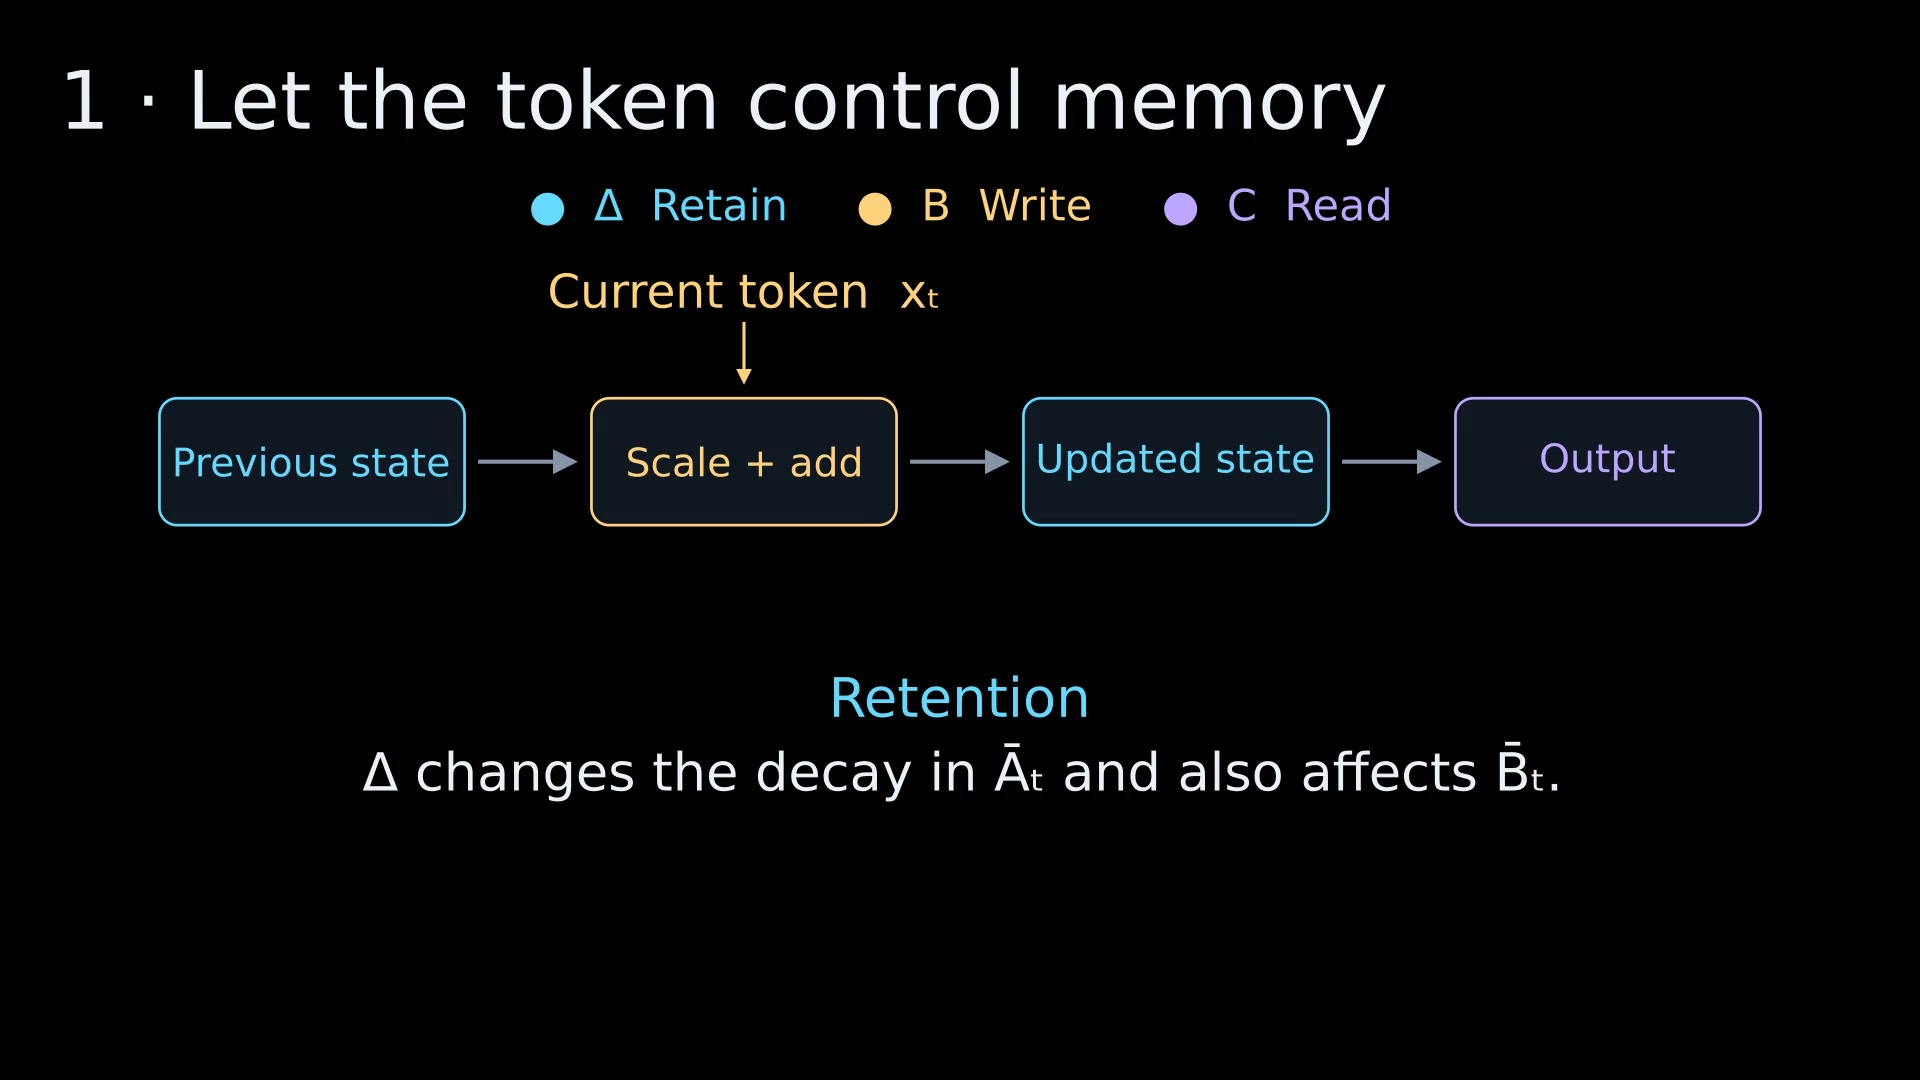 1 · Let the token control memory
Δ Retain B Write C Read
Current token xₜ
Previous state Scale + add Updated state Output
Retention
Δ changes the decay in Āₜ and also affects B̄ₜ.